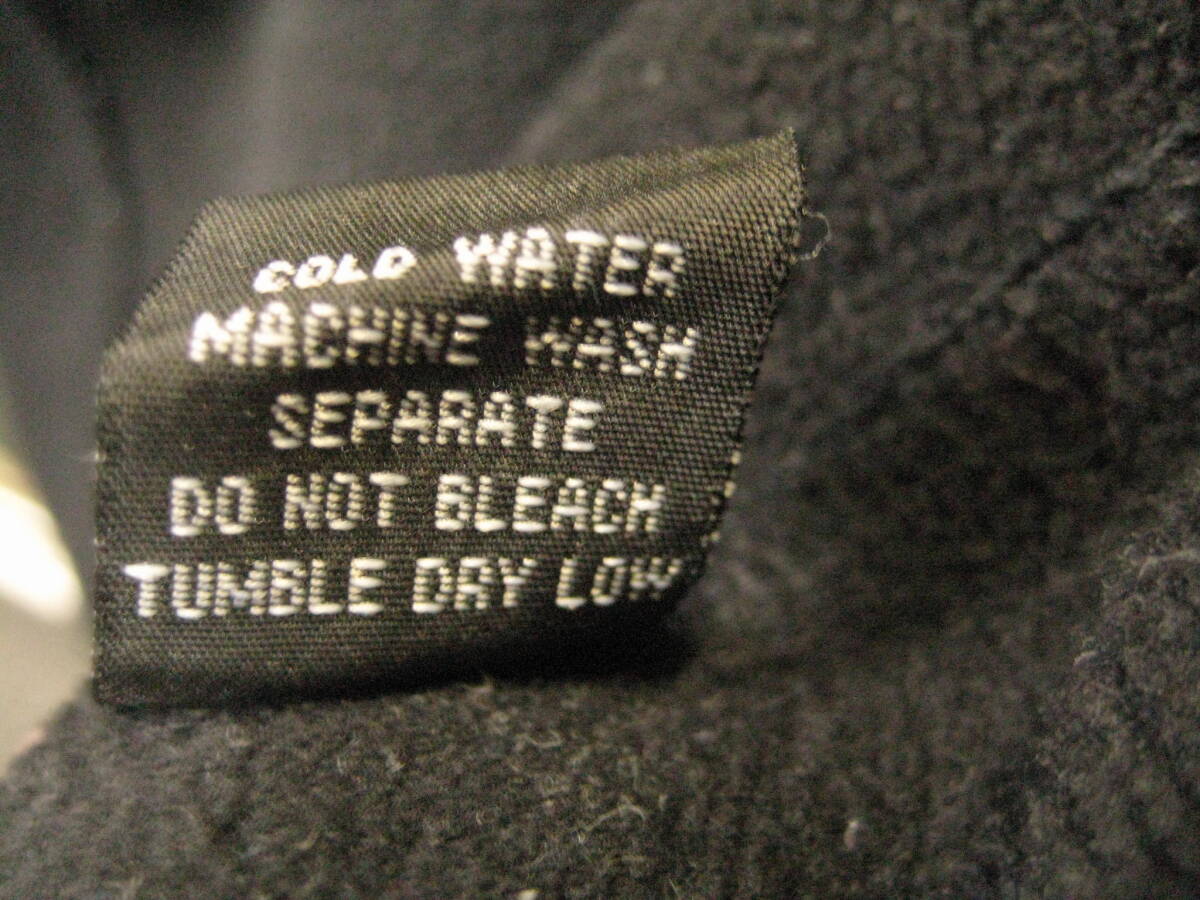 COLD WATER
MACHINE WASH
SEPARATE
DO NOT BLEACH
TUMBLE DRY LOW